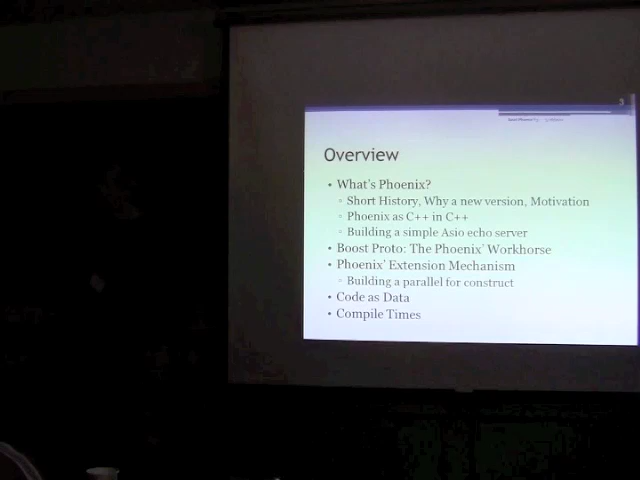 3
Overview
• What's Phoenix?
▫ Short History, Why a new version, Motivation
▫ Phoenix as C++ in C++
▫ Building a simple Asio echo server
• Boost Proto: The Phoenix' Workhorse
• Phoenix' Extension Mechanism
▫ Building a parallel for construct
• Code as Data
• Compile Times